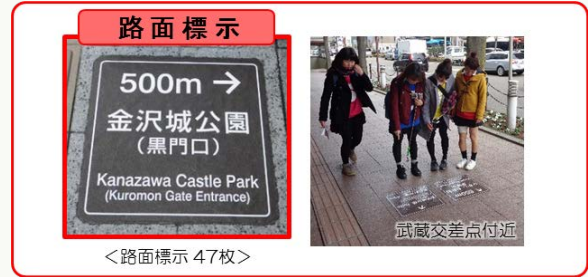 路面標示
500m →
金沢城公園
（黒門口）
Kanazawa Castle Park
(Kuromon Gate Entrance)
＜路面標示 47枚＞
武蔵交差点付近